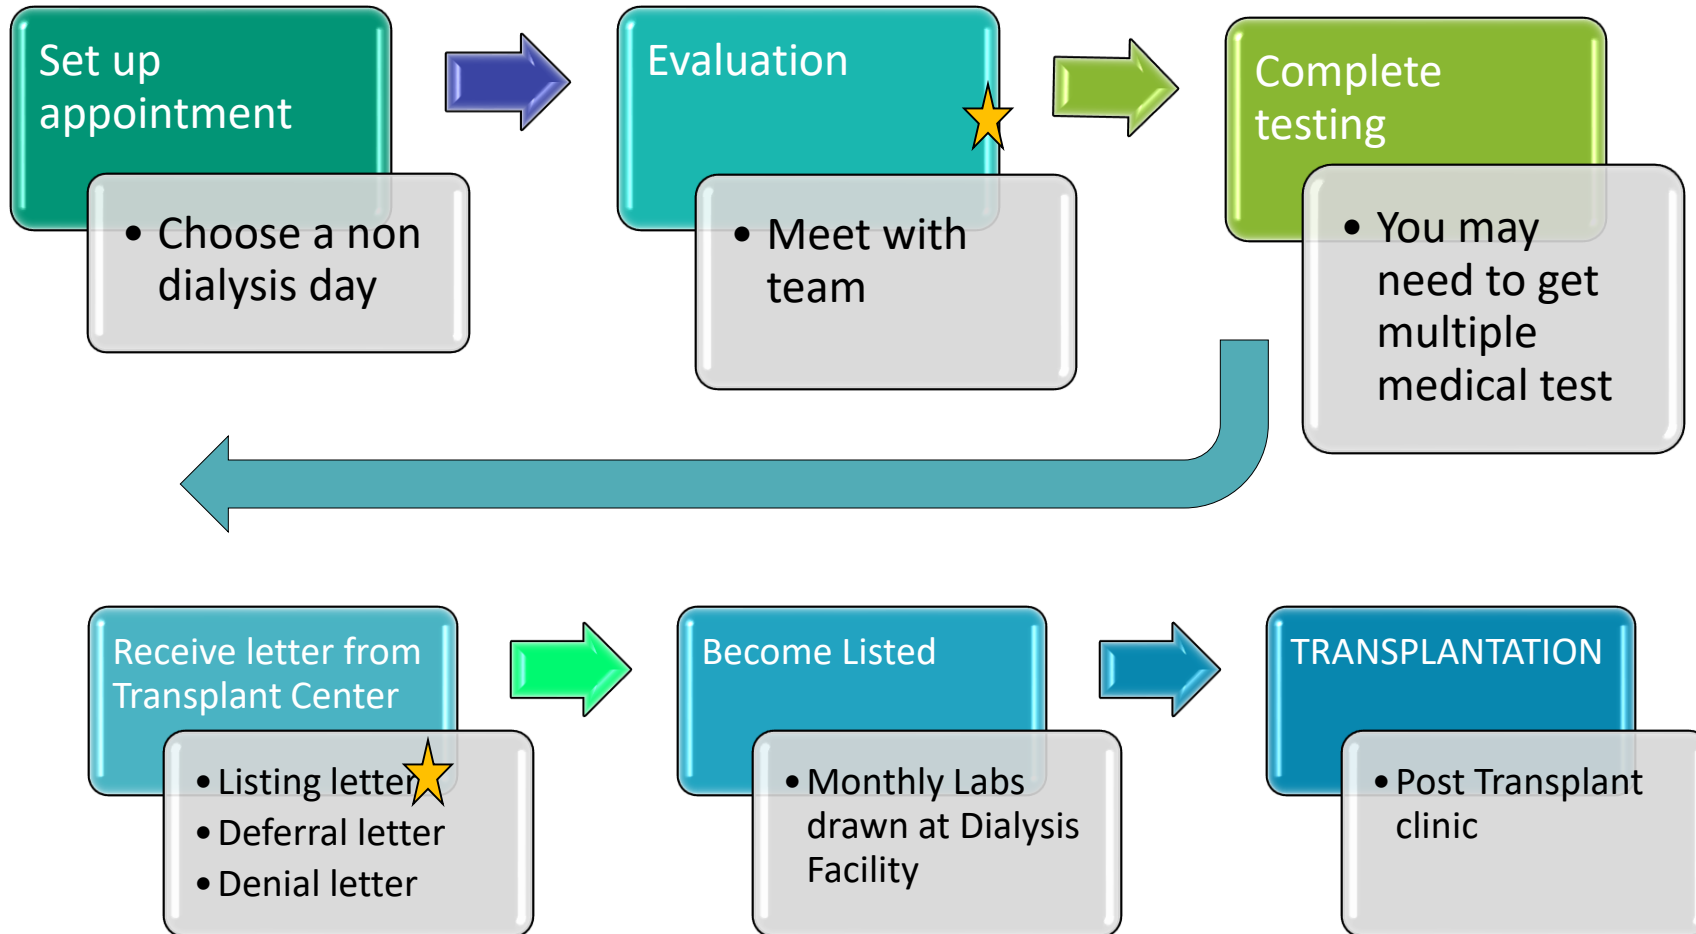 Set up
appointment
• Choose a non
dialysis day
Evaluation
• Meet with
team
Complete
testing
• You may
need to get
multiple
medical test
Receive letter from
Transplant Center
• Listing letter
• Deferral letter
• Denial letter
Become Listed
• Monthly Labs
drawn at Dialysis
Facility
TRANSPLANTATION
• Post Transplant
clinic